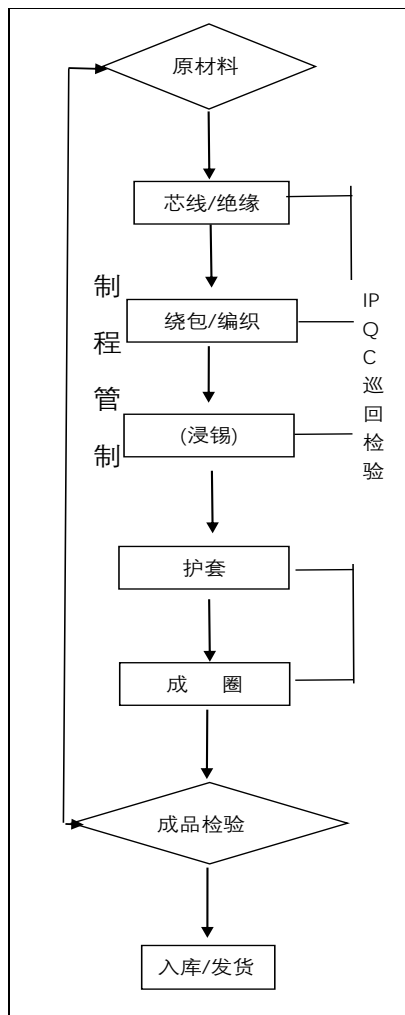 原材料
芯线/绝缘
绕包/编织
(浸锡)
护套
成 圈
成品检验
入库/发货
制
程
管
制
IP
Q
C
巡
回
检
验